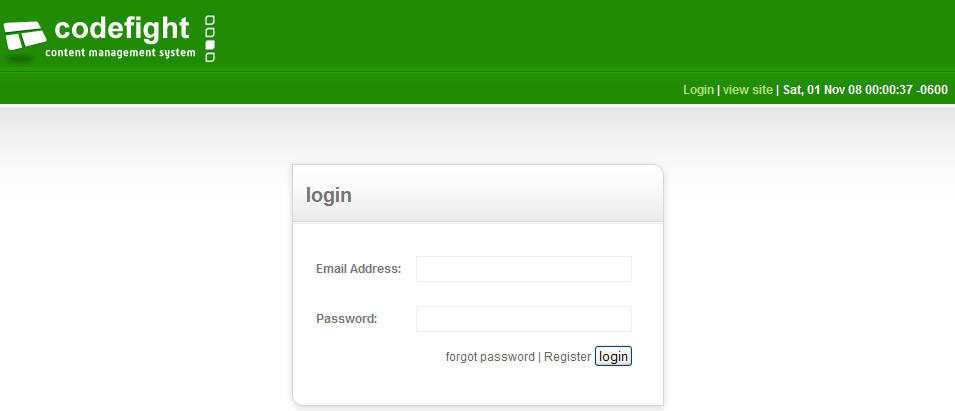 codefight
content management system
Login | view site | Sat, 01 Nov 08 00:00:37 -0600
login
Email Address:
Password:
forgot password | Register login